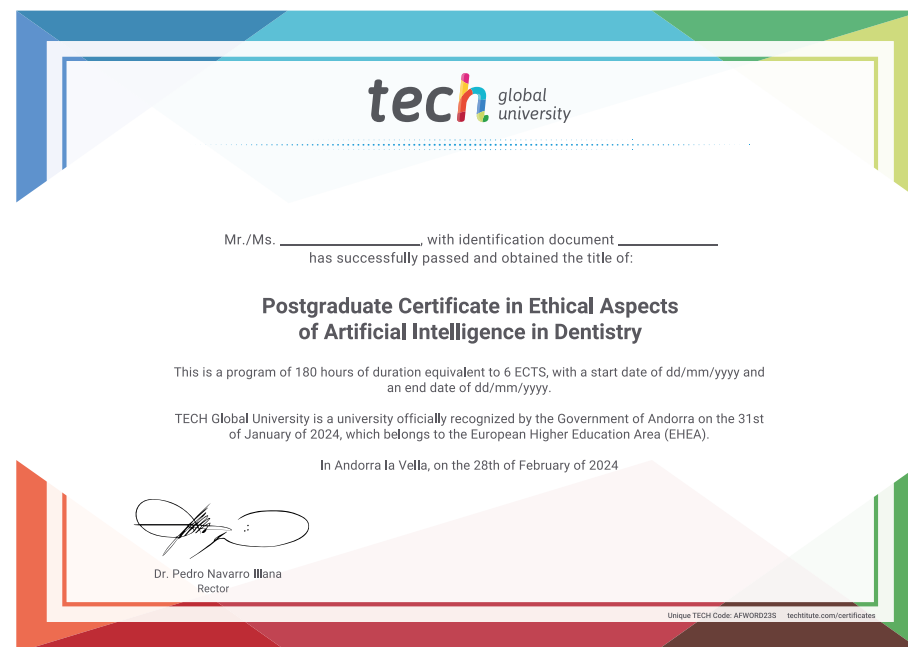 tech global university
Mr./Ms. ____________________, with identification document ______________
has successfully passed and obtained the title of:
Postgraduate Certificate in Ethical Aspects
of Artificial Intelligence in Dentistry
This is a program of 180 hours of duration equivalent to 6 ECTS, with a start date of dd/mm/yyyy and
an end date of dd/mm/yyyy.
TECH Global University is a university officially recognized by the Government of Andorra on the 31st
of January of 2024, which belongs to the European Higher Education Area (EHEA).
In Andorra la Vella, on the 28th of February of 2024
Dr. Pedro Navarro Illana
Rector
Unique TECH Code: AFWORD23S techtitute.com/certificates